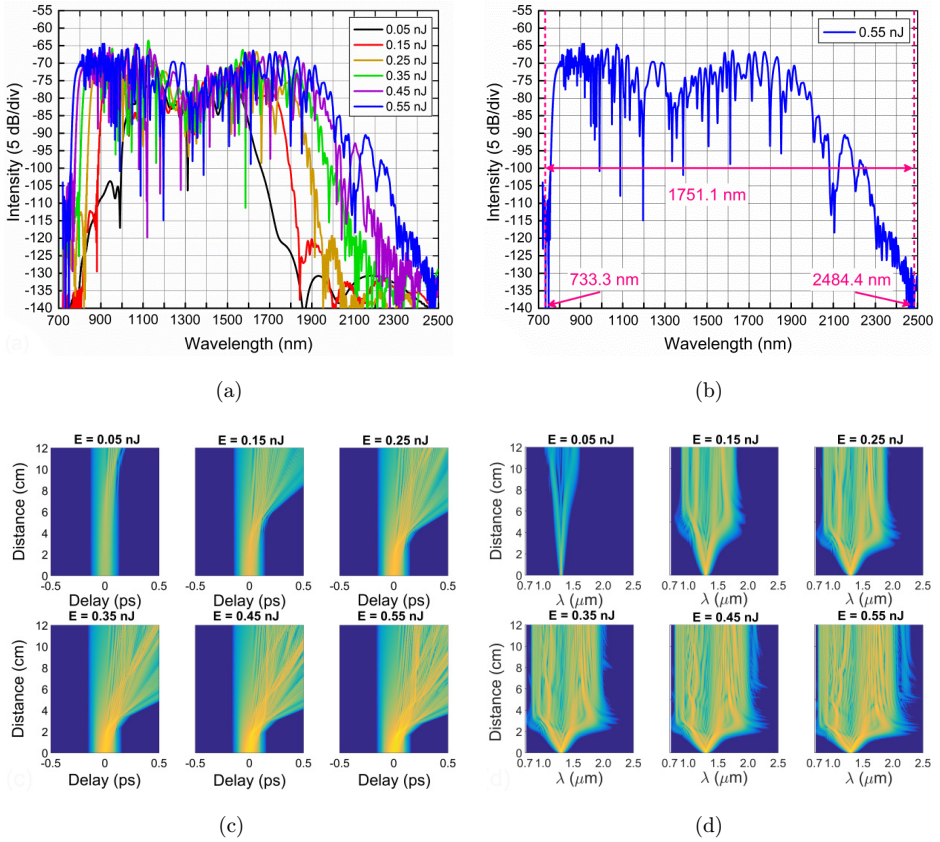 -55
-60
-65
-70
-75
-80
-85
-90
-95
-100
-105
-110
-115
-120
-125
-130
-135
-140
Intensity (5 dB/div)
0.05 nJ
0.15 nJ
0.25 nJ
0.35 nJ
0.45 nJ
0.55 nJ
700 900 1100 1300 1500 1700 1900 2100 2300 2500
Wavelength (nm)
(a)
-55
-60
-65
-70
-75
-80
-85
-90
-95
-100
-105
-110
-115
-120
-125
-130
-135
-140
Intensity (5 dB/div)
0.55 nJ
1751.1 nm
733.3 nm
2484.4 nm
700 900 1100 1300 1500 1700 1900 2100 2300 2500
Wavelength (nm)
(b)
E = 0.05 nJ E = 0.15 nJ E = 0.25 nJ
12
10
8
6
4
2
0
Distance (cm)
-0.5 0 0.5 -0.5 0 0.5 -0.5 0 0.5
Delay (ps) Delay (ps) Delay (ps)
E = 0.35 nJ E = 0.45 nJ E = 0.55 nJ
12
10
8
6
4
2
0
Distance (cm)
-0.5 0 0.5 -0.5 0 0.5 -0.5 0 0.5
Delay (ps) Delay (ps) Delay (ps)
(c)
E = 0.05 nJ E = 0.15 nJ E = 0.25 nJ
12
10
8
6
4
2
0
Distance (cm)
0.7 1.0 2.0 2.5 0.7 1.0 2.0 2.5 0.7 1.0 2.0 2.5
λ (μm) λ (μm) λ (μm)
E = 0.35 nJ E = 0.45 nJ E = 0.55 nJ
12
10
8
6
4
2
0
Distance (cm)
0.7 1.0 2.0 2.5 0.7 1.0 2.0 2.5 0.7 1.0 2.0 2.5
λ (μm) λ (μm) λ (μm)
(d)